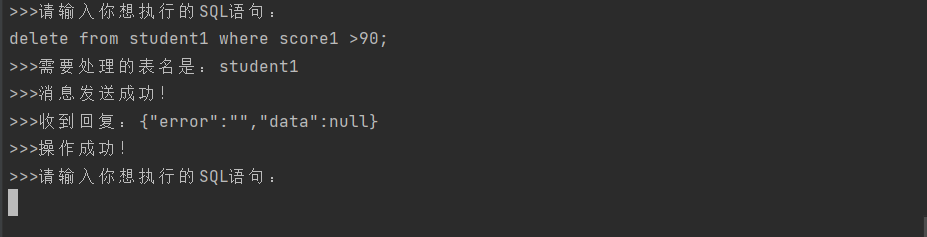 >>>请输入你想执行的SQL语句：
delete from student1 where score1 >90;
>>>需要处理的表名是：student1
>>>消息发送成功！
>>>收到回复：{"error":"","data":null}
>>>操作成功！
>>>请输入你想执行的SQL语句：